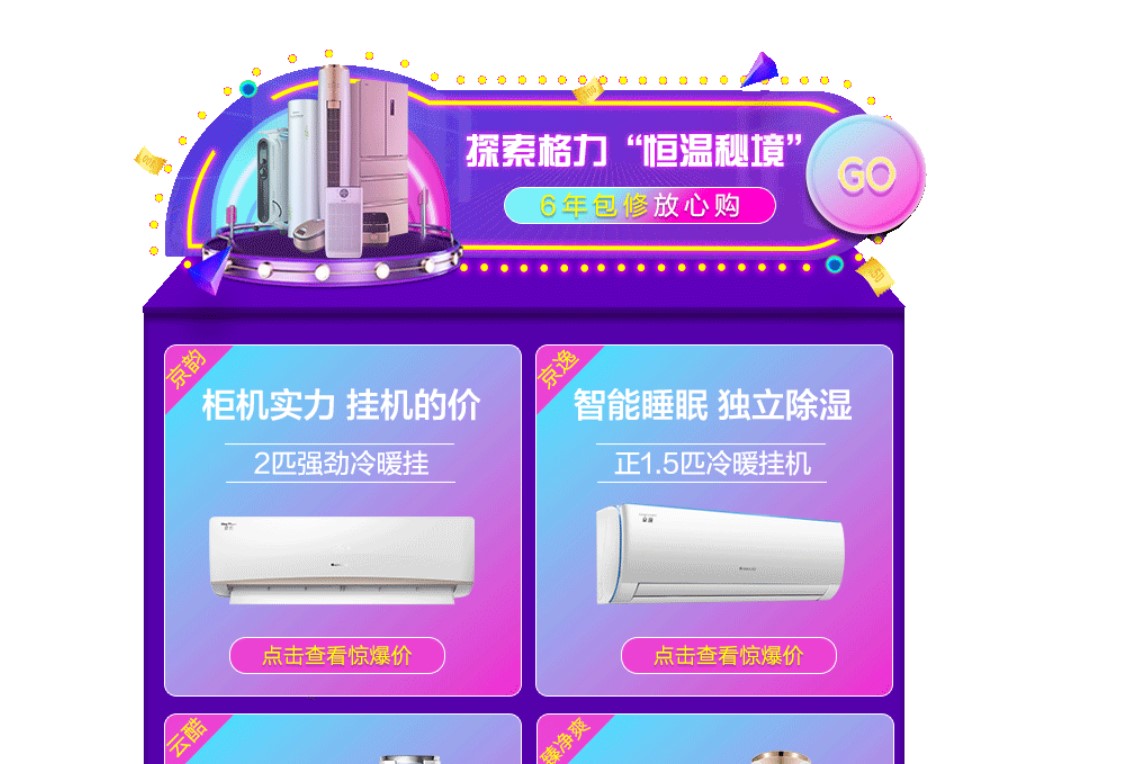 探索格力“恒温秘境”
GO
6年包修放心购
京韵
柜机实力 挂机的价
2匹强劲冷暖挂
点击查看惊爆价
京逸
智能睡眠 独立除湿
正1.5匹冷暖挂机
点击查看惊爆价
云酷
臻净爽